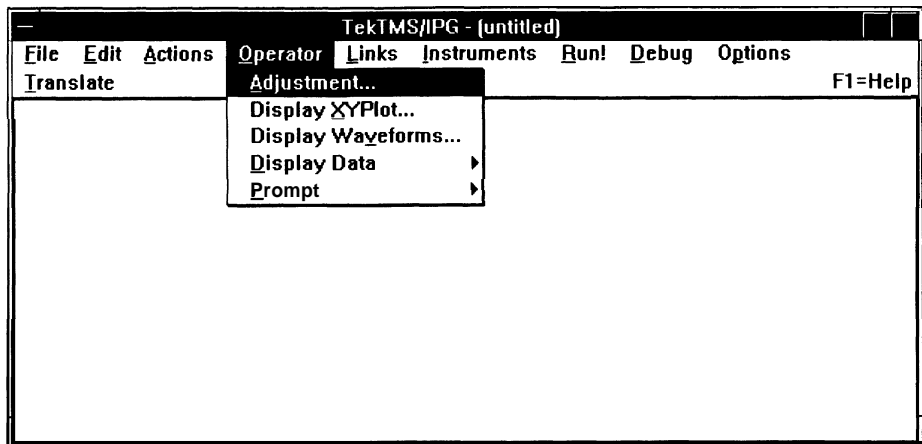 TekTMS/IPG - (untitled)
File Edit Actions Operator Links Instruments Run! Debug Options
Translate F1=Help
Adjustment...
Display XYPlot...
Display Waveforms...
Display Data
Prompt